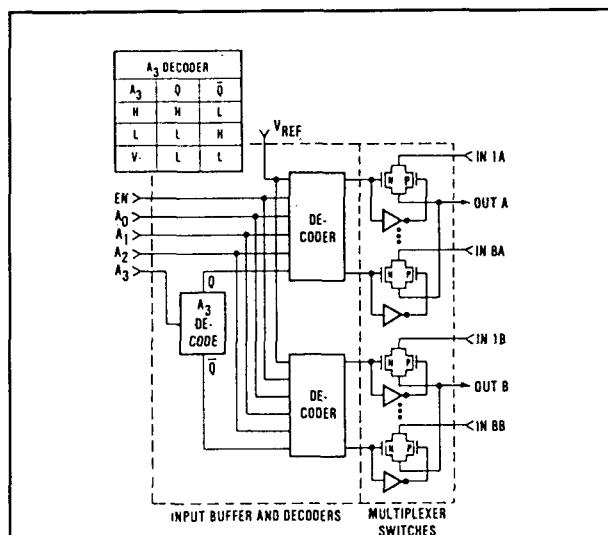 A3 DECODER
A3 Q Q̄
H H L
L L H
V- L L
VREF
EN
A0
A1
A2
A3
Q
A3
DE-
CODE
Q̄
DE-
CODER
DE-
CODER
N P
N P
N P
N P
IN 1A
OUT A
IN 8A
IN 1B
OUT B
IN 8B
INPUT BUFFER AND DECODERS
MULTIPLEXER
SWITCHES